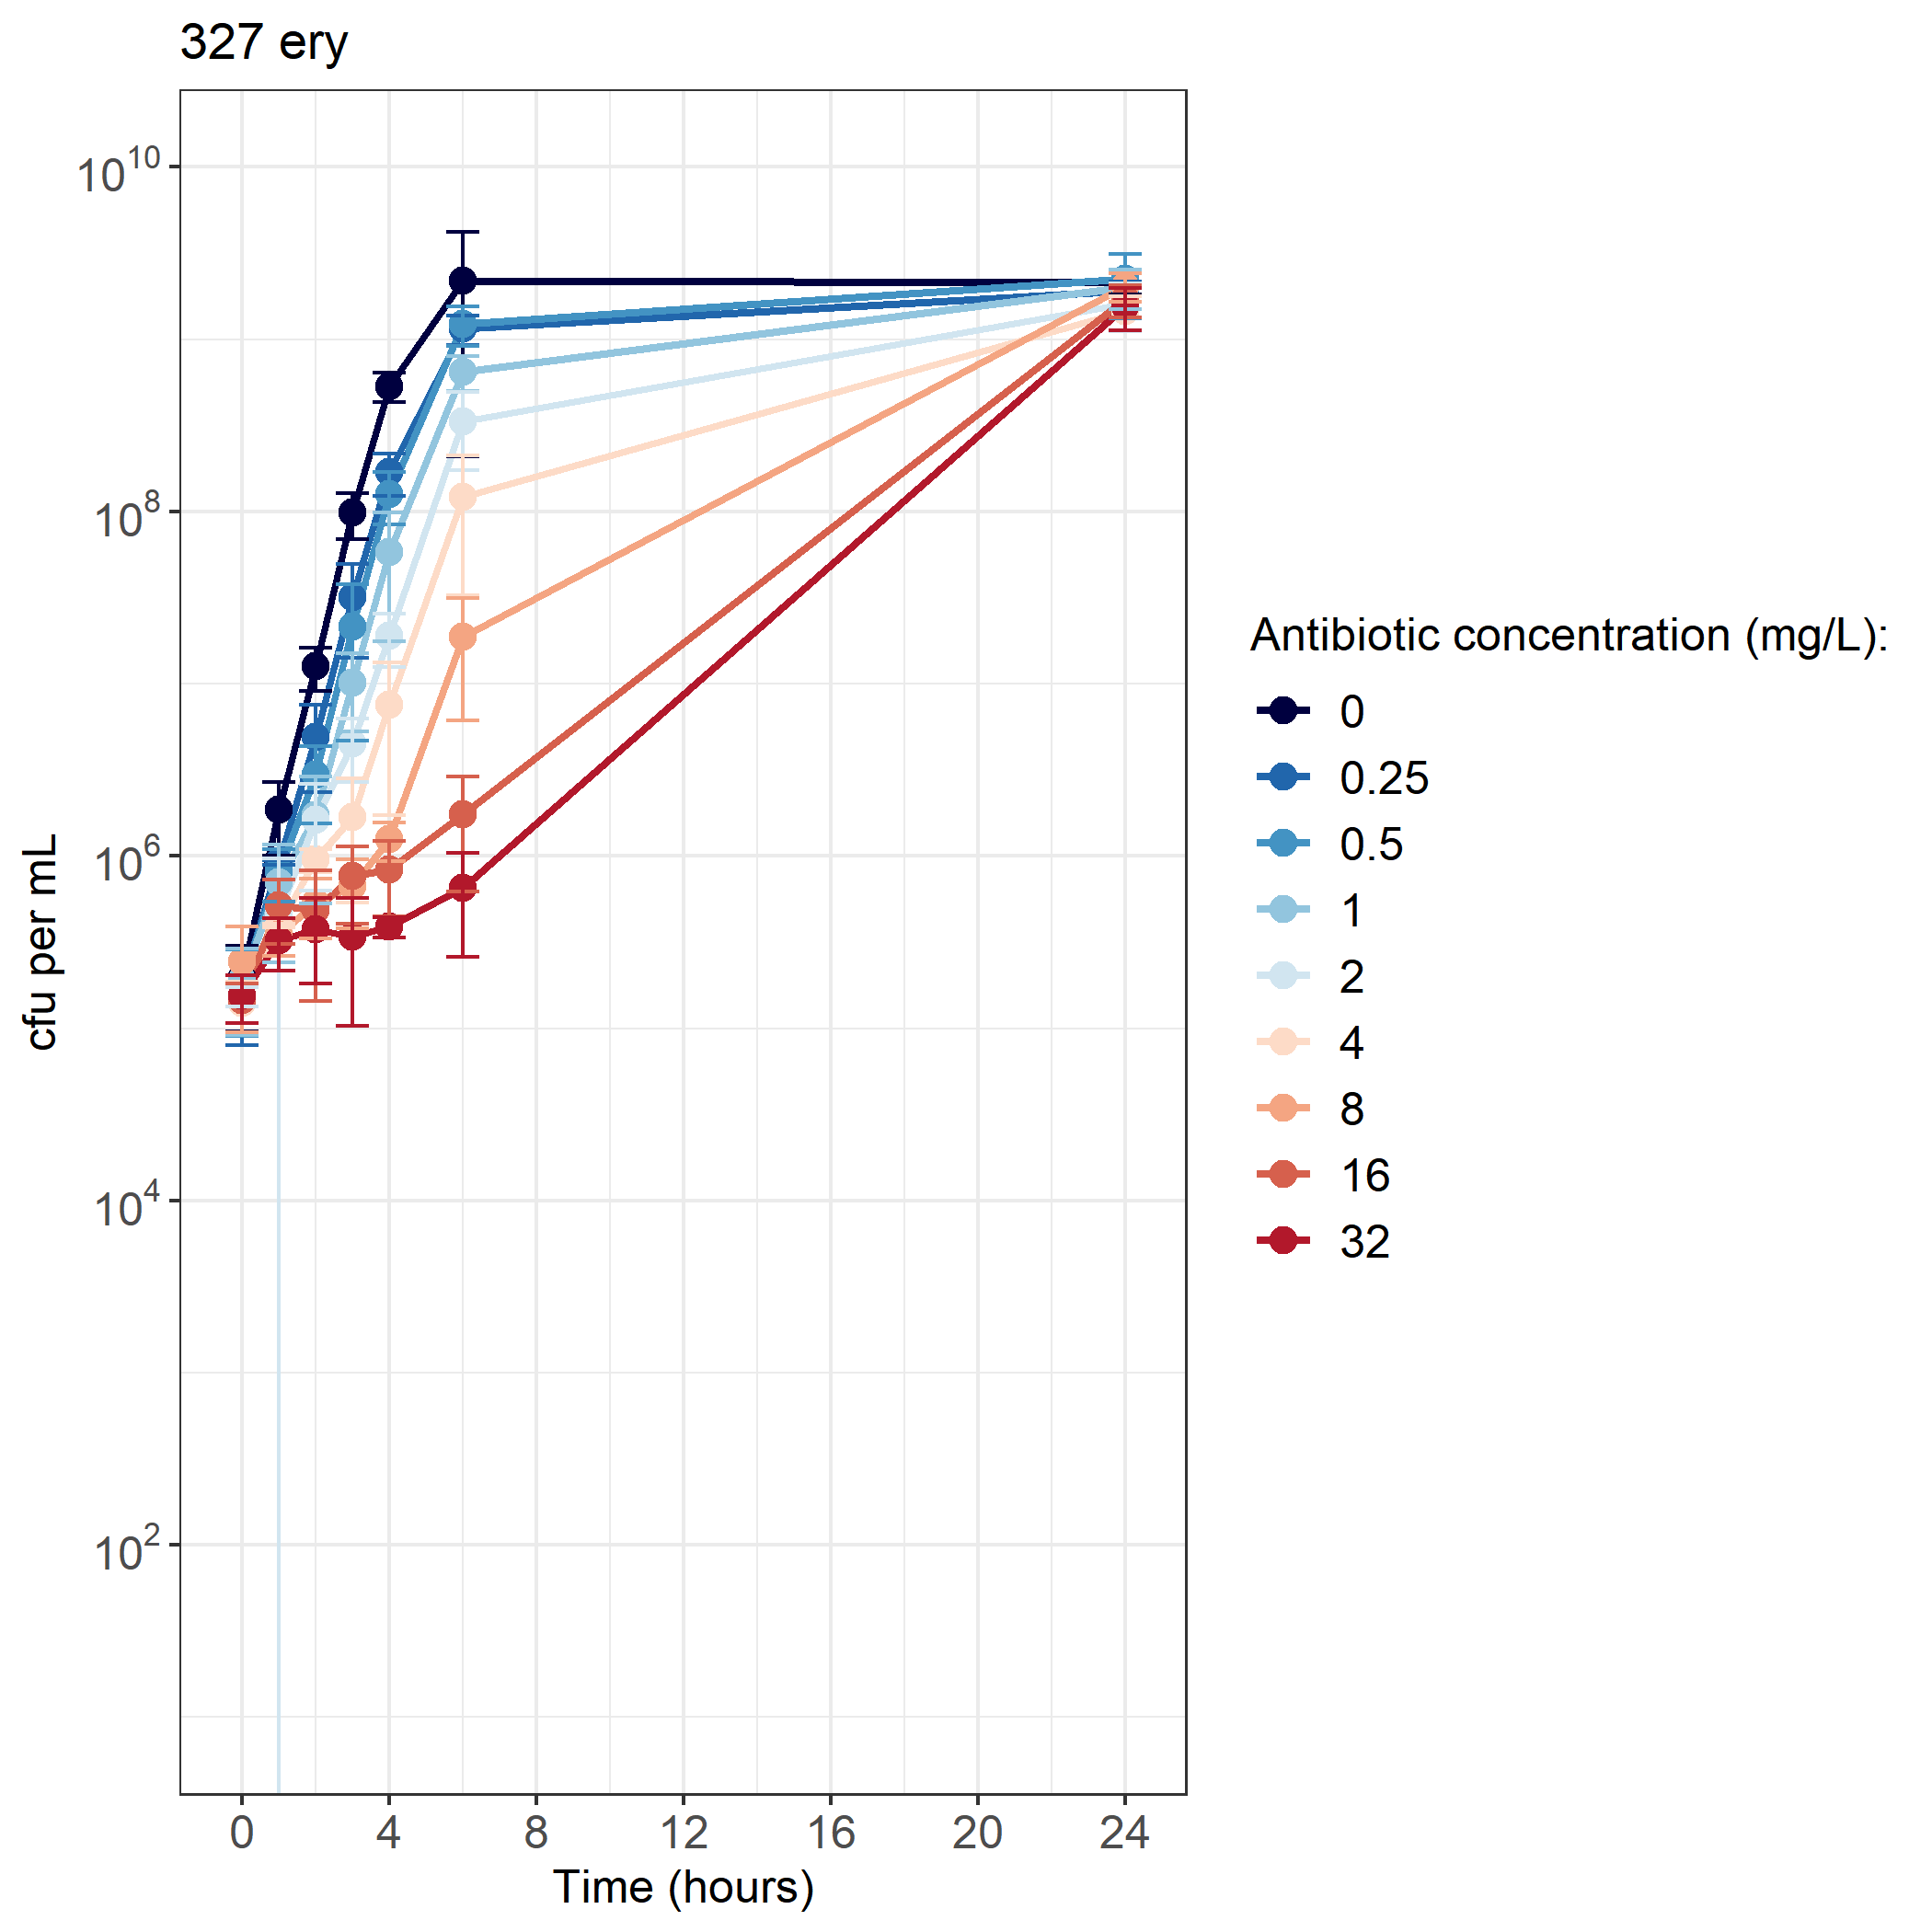 327 ery
10^10
10^8
10^6
10^4
10^2
cfu per mL
0 4 8 12 16 20 24
Time (hours)
Antibiotic concentration (mg/L):
0
0.25
0.5
1
2
4
8
16
32